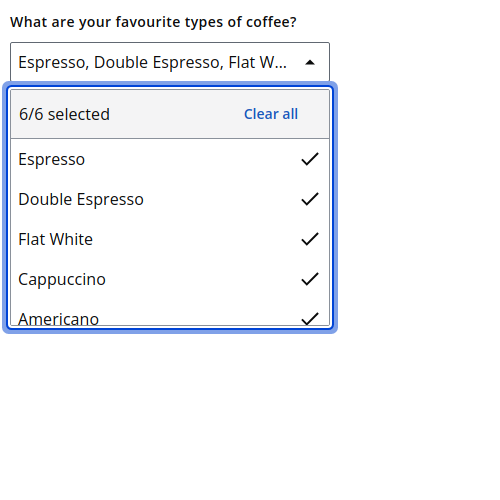 What are your favourite types of coffee?
Espresso, Double Espresso, Flat W...
6/6 selected Clear all
Espresso
Double Espresso
Flat White
Cappuccino
Americano